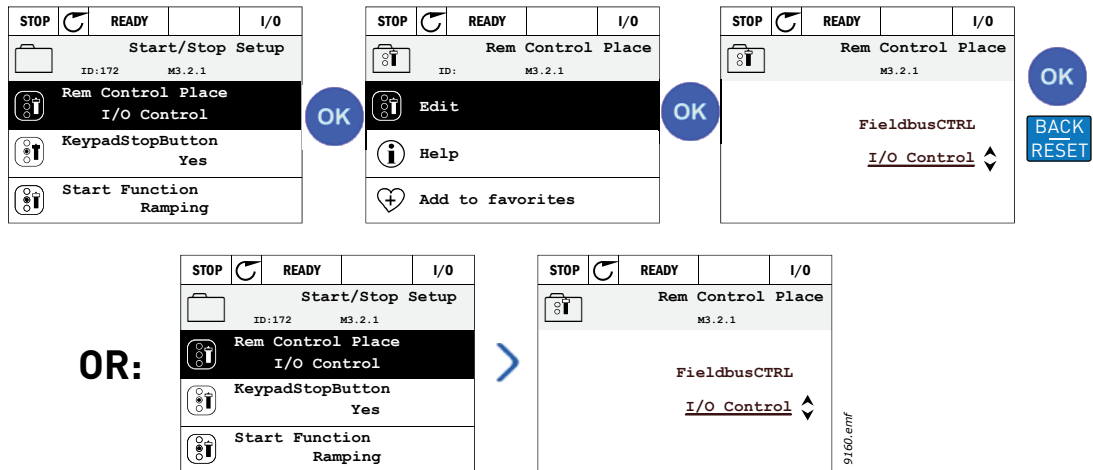 STOP READY I/O
Start/Stop Setup
ID:172 M3.2.1
Rem Control Place
I/O Control
KeypadStopButton
Yes
Start Function
Ramping
OK
STOP READY I/O
Rem Control Place
ID: M3.2.1
Edit
Help
Add to favorites
OK
STOP READY I/O
Rem Control Place
M3.2.1
FieldbusCTRL
I/O Control
OK
BACK
RESET
OR:
STOP READY I/O
Start/Stop Setup
ID:172 M3.2.1
Rem Control Place
I/O Control
KeypadStopButton
Yes
Start Function
Ramping
STOP READY I/O
Rem Control Place
M3.2.1
FieldbusCTRL
I/O Control
9160.emf